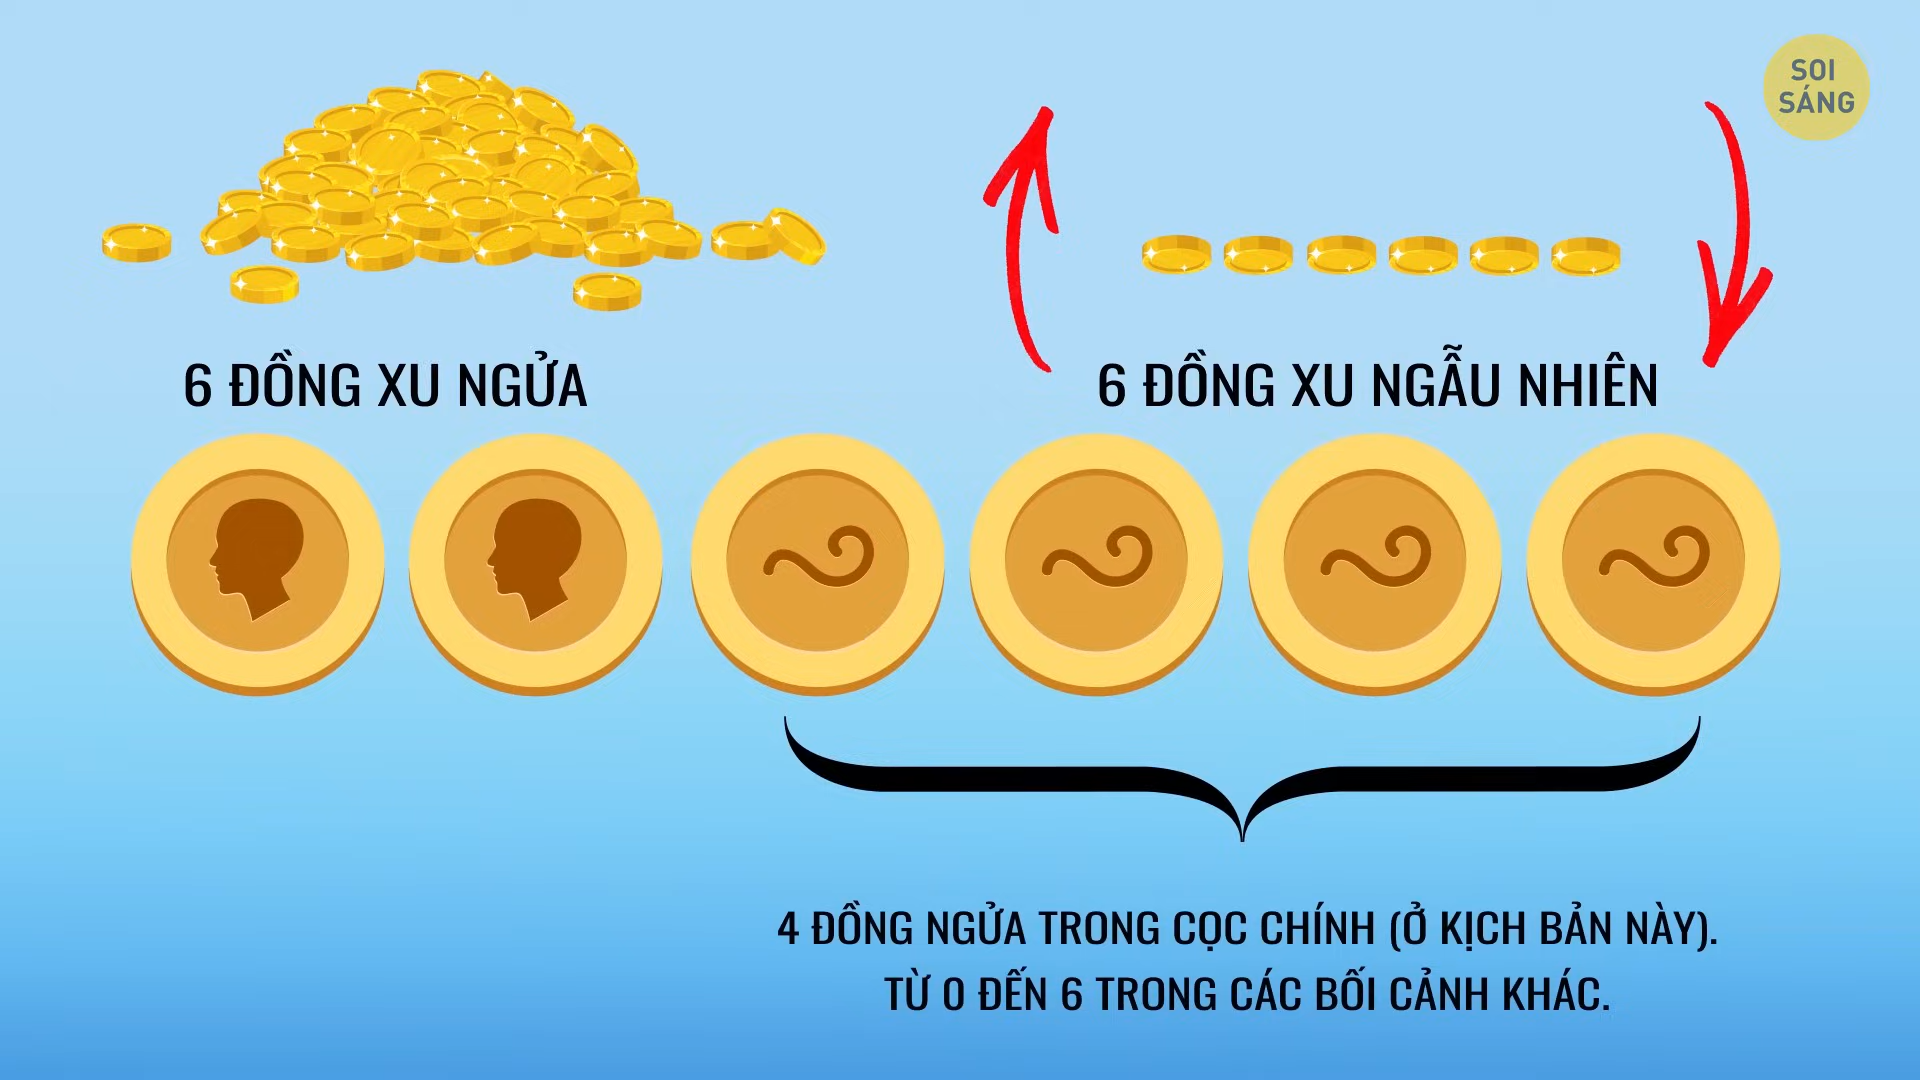 SOI
SÁNG
6 ĐỒNG XU NGỬA
6 ĐỒNG XU NGẪU NHIÊN
4 ĐỒNG NGỬA TRONG CỌC CHÍNH (Ở KỊCH BẢN NÀY).
TỪ 0 ĐẾN 6 TRONG CÁC BỐI CẢNH KHÁC.